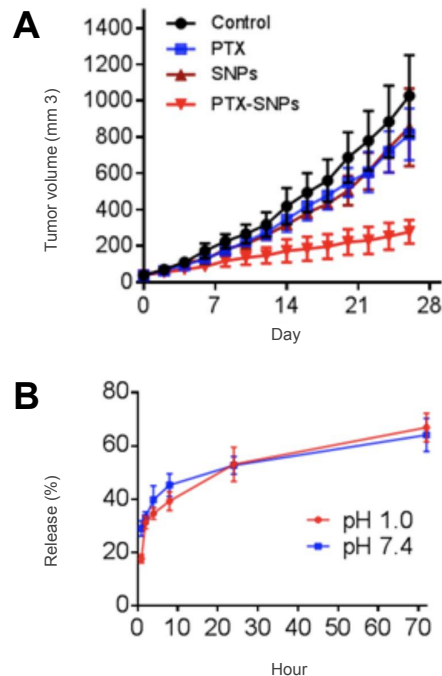 A
Tumor volume (mm 3)
1400
1200
1000
800
600
400
200
0
Control
PTX
SNPs
PTX-SNPs
0 7 14 21 28
Day
B
Release (%)
80
60
40
20
0
pH 1.0
pH 7.4
0 10 20 30 40 50 60 70
Hour